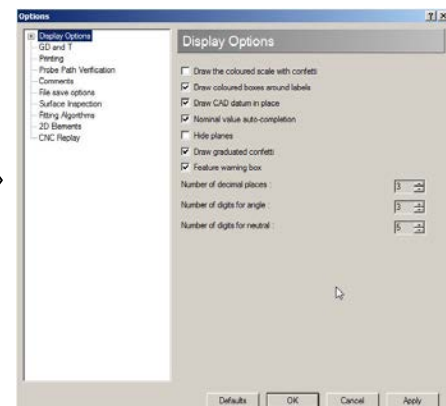 Options
Display Options
GD and T
Printing
Probe Path Verification
Comments
File save options
Surface Inspection
Fitting Algorithms
2D Elements
CNC Replay
Display Options
Draw the coloured scale with confetti
Draw coloured boxes around labels
Draw CAD datum in place
Nominal value auto-completion
Hide planes
Draw graduated confetti
Feature warning box
Number of decimal places : 3
Number of digits for angle : 3
Number of digits for neutral : 5
Defaults OK Cancel Apply